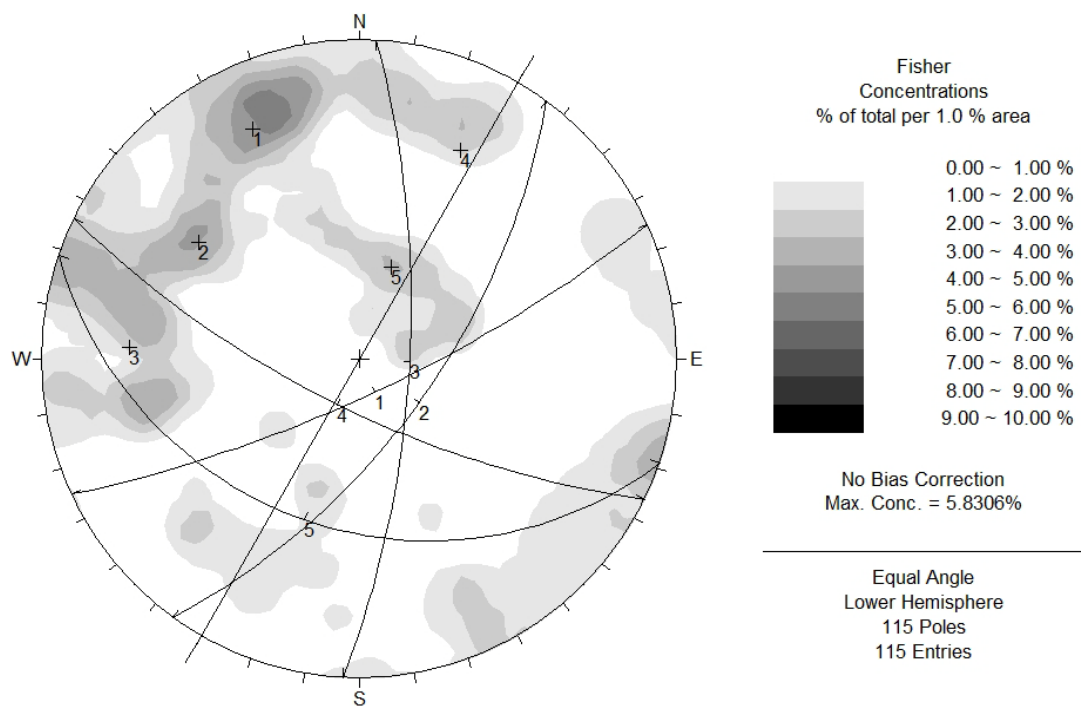 N
1
4
2
5
3
W
E
3
1
2
4
5
S
Fisher
Concentrations
% of total per 1.0 % area
0.00 ~ 1.00 %
1.00 ~ 2.00 %
2.00 ~ 3.00 %
3.00 ~ 4.00 %
4.00 ~ 5.00 %
5.00 ~ 6.00 %
6.00 ~ 7.00 %
7.00 ~ 8.00 %
8.00 ~ 9.00 %
9.00 ~ 10.00 %
No Bias Correction
Max. Conc. = 5.8306%
Equal Angle
Lower Hemisphere
115 Poles
115 Entries